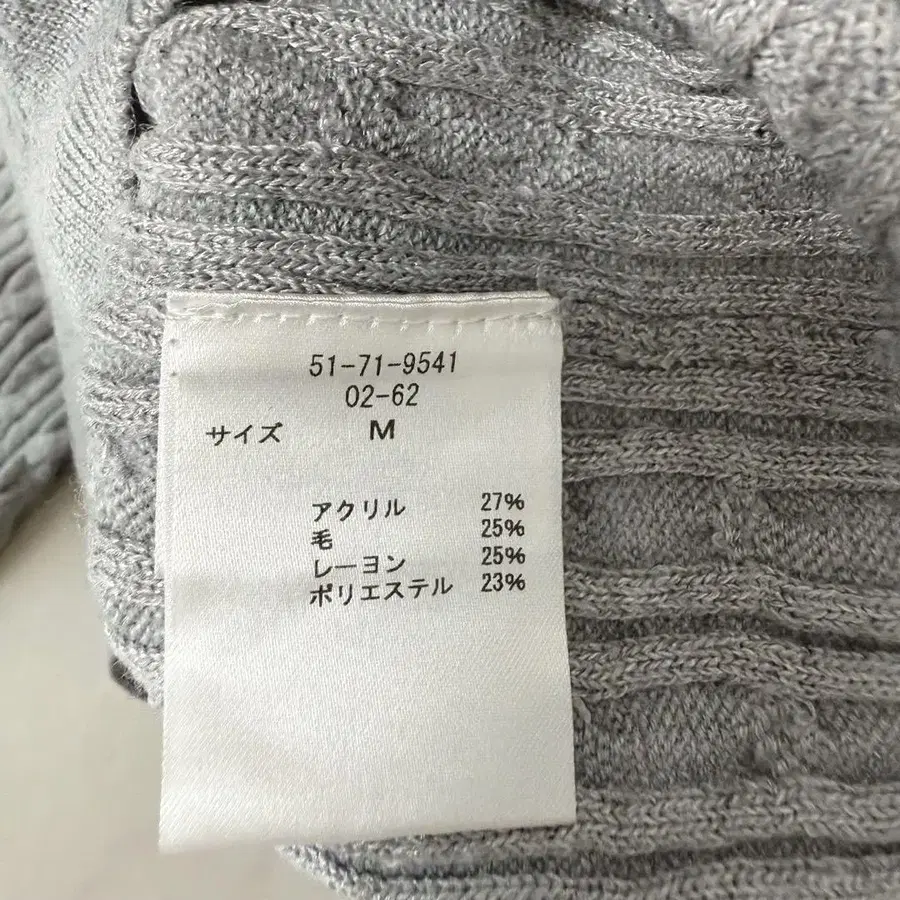 51-71-9541
02-62
サイズ M
アクリル 27%
毛 25%
レーヨン 25%
ポリエステル 23%